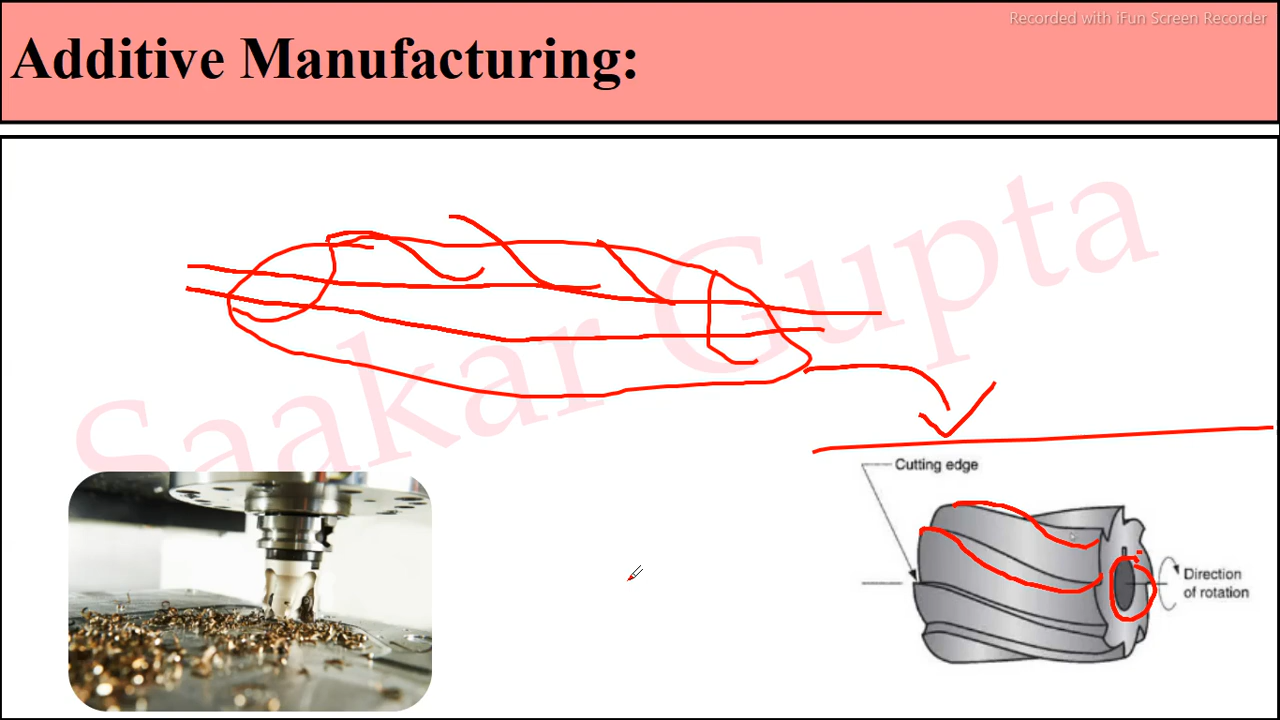 Recorded with iFun Screen Recorder
Additive Manufacturing:
Saakar Gupta
Cutting edge
Direction
of rotation